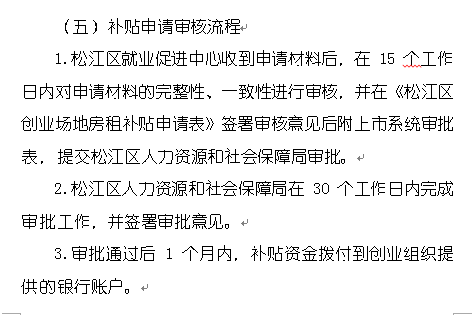 （五）补贴申请审核流程
1.松江区就业促进中心收到申请材料后，在 15 个工作
日内对申请材料的完整性、一致性进行审核，并在《松江区
创业场地房租补贴申请表》签署审核意见后附上市系统审批
表，提交松江区人力资源和社会保障局审批。
2.松江区人力资源和社会保障局在 30 个工作日内完成
审批工作，并签署审批意见。
3.审批通过后 1 个月内，补贴资金拨付到创业组织提
供的银行账户。